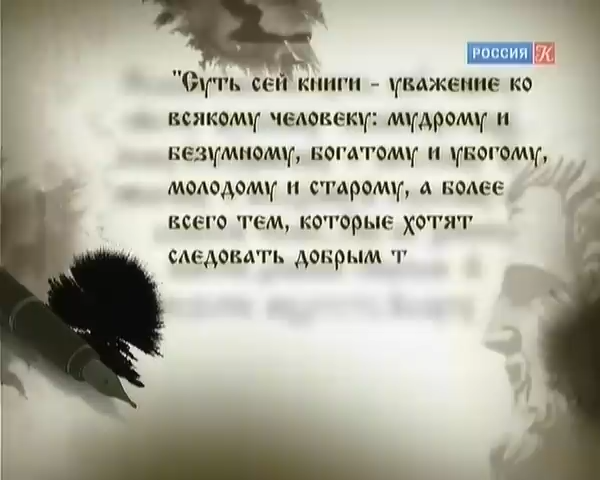 РОССИЯ К
"Суть сей книги - уважение ко
всякому человеку: мудрому и
безумному, богатому и убогому,
молодому и старому, а более
всего тем, которые хотят
следовать добрым т